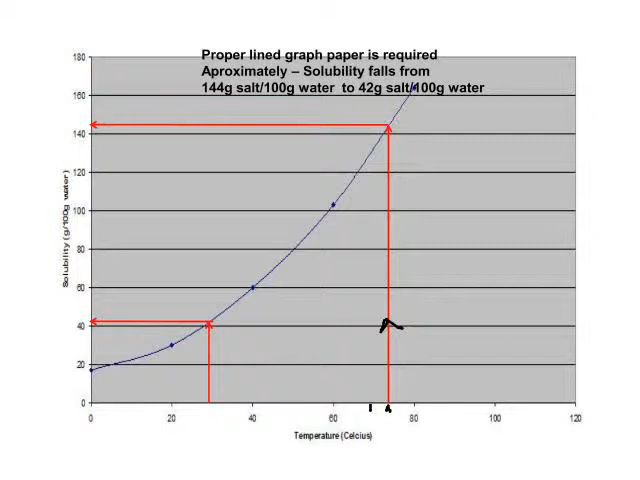 Proper lined graph paper is required
Aproximately – Solubility falls from
144g salt/100g water to 42g salt/100g water
180
160
140
120
100
80
60
40
20
0
Solubility (g/100g water)
0 20 40 60 80 100 120
Temperature (Celcius)